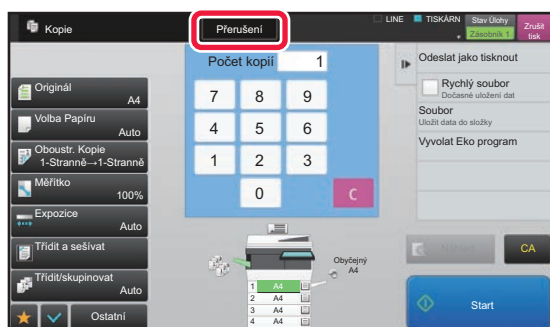 Kopie
Přerušení
LINE
TISKÁRN
Stav Úlohy
Zásobník 1
Zrušit
tisk
Počet kopií 1
7 8 9
4 5 6
1 2 3
0 C
Originál
A4
Volba Papíru
Auto
Oboustr. Kopie
1-Stranně→1-Stranně
Měřítko
100%
Expozice
Auto
Třídit a sešívat
Třídit/skupinovat
Auto
Ostatní
Obyčejný
A4
1 A4
2 A4
3 A4
4 A4
Odeslat jako tisknout
Rychlý soubor
Dočasné uložení dat
Soubor
Uložit data do složky
Vyvolat Eko program
CA
Start